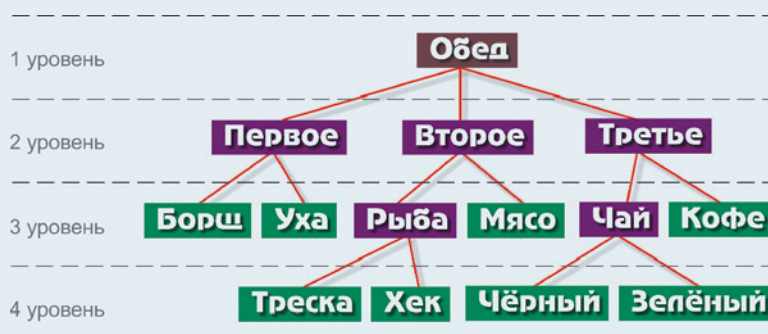 1 уровень
Обед
2 уровень
Первое Второе Третье
3 уровень
Борщ Уха Рыба Мясо Чай Кофе
4 уровень
Треска Хек Чёрный Зелёный